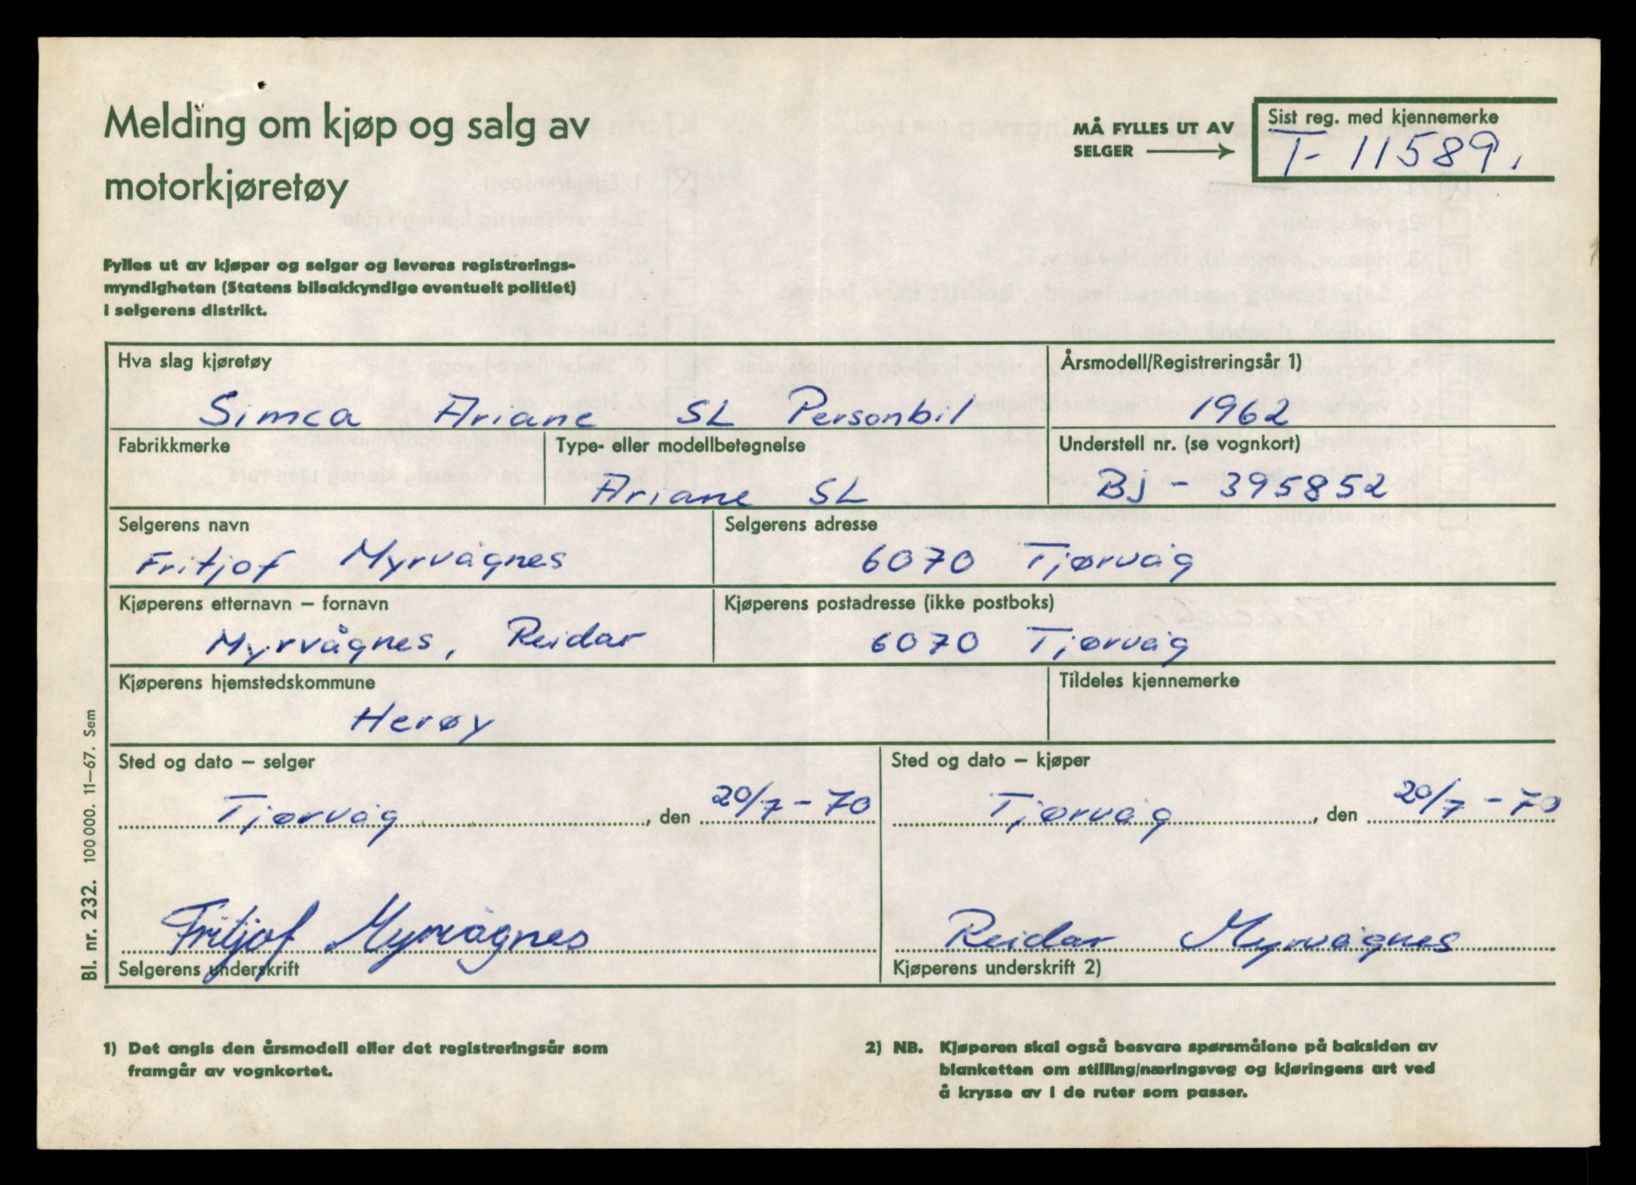 Melding om kjøp og salg av
motorkjøretøy
MÅ FYLLES UT AV
SELGER
Sist reg. med kjennemerke
T- 11589.
Fylles ut av kjøper og selger og leveres registrerings-
myndigheten (Statens bilsakkyndige eventuelt politiet)
i selgerens distrikt.
Hva slag kjøretøy
Årsmodell/Registreringsår 1)
Simca Ariane SL Personbil
1962
Fabrikkmerke
Type- eller modellbetegnelse
Understell nr. (se vognkort)
Ariane SL
BJ - 395852
Selgerens navn
Selgerens adresse
Fritjof Myrvågnes
6070 Tjørvåg
Kjøperens etternavn – fornavn
Kjøperens postadresse (ikke postboks)
Myrvågnes, Reidar
6070 Tjørvåg
Kjøperens hjemstedskommune
Tildeles kjennemerke
Herøy
Sted og dato – selger
Sted og dato – kjøper
Tjørvåg, den 20/7-70
Tjørvåg, den 20/7-70
Fritjof Myrvågnes
Reidar Myrvågnes
Selgerens underskrift
Kjøperens underskrift 2)
Bl. nr. 232. 100 000. 11–67. Sem
1) Det angis den årsmodell eller det registreringsår som
framgår av vognkortet.
2) NB. Kjøperen skal også besvare spørsmålene på baksiden av
blanketten om stilling/næringsveg og kjøringens art ved
å krysse av i de ruter som passer.